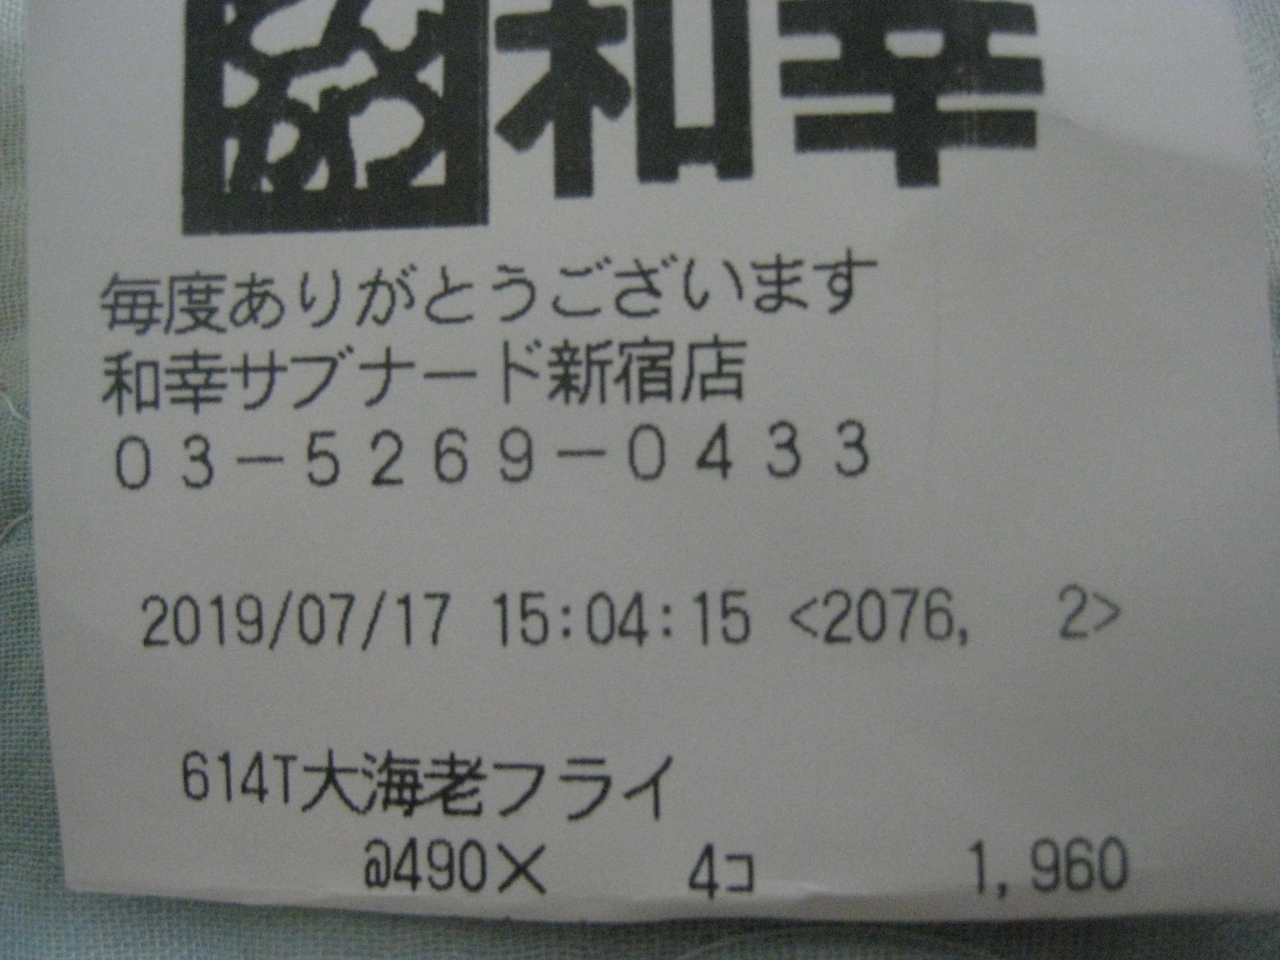 和幸
毎度ありがとうございます
和幸サブナード新宿店
03-5269-0433
2019/07/17 15:04:15 <2076, 2>
614T大海老フライ
@490× 4コ 1,960